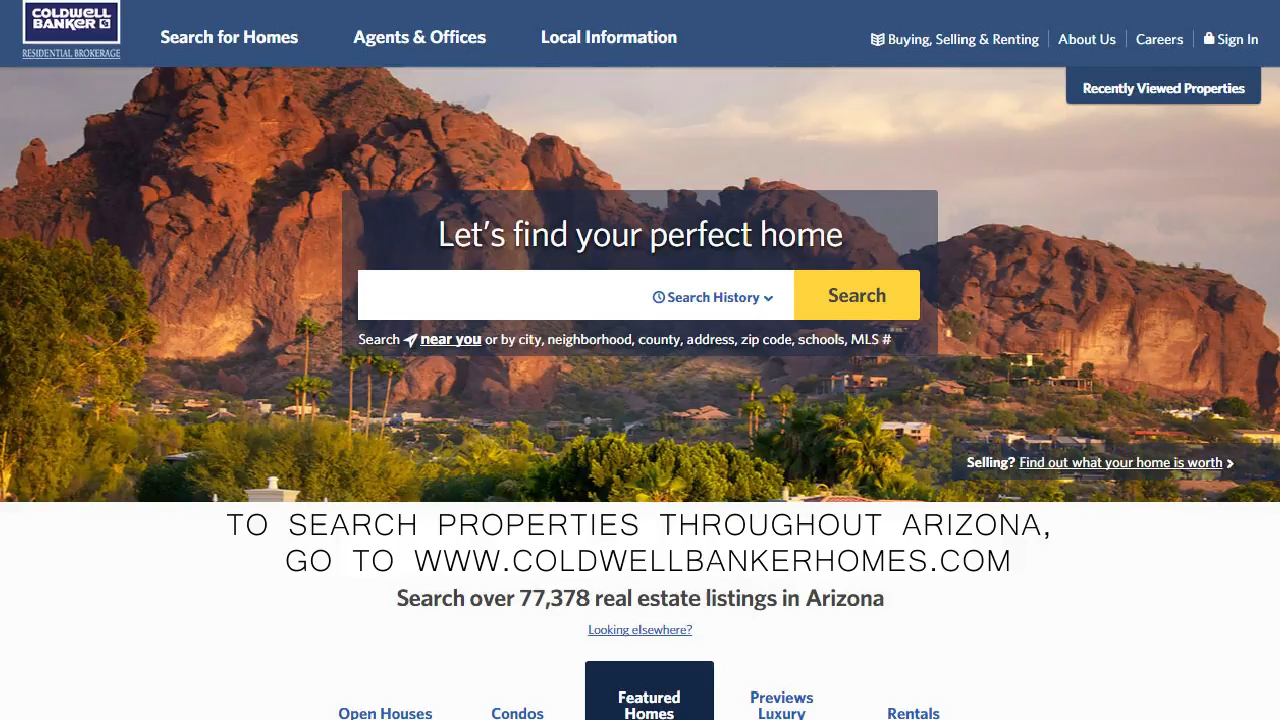 COLDWELL
BANKER
RESIDENTIAL BROKERAGE
Search for Homes
Agents & Offices
Local Information
Buying, Selling & Renting
About Us
Careers
Sign In
Recently Viewed Properties
Let's find your perfect home
Search History
Search
Search near you or by city, neighborhood, county, address, zip code, schools, MLS #
Selling? Find out what your home is worth
TO SEARCH PROPERTIES THROUGHOUT ARIZONA,
GO TO WWW.COLDWELLBANKERHOMES.COM
Search over 77,378 real estate listings in Arizona
Looking elsewhere?
Open Houses
Condos
Featured
Homes
Previews
Luxury
Rentals